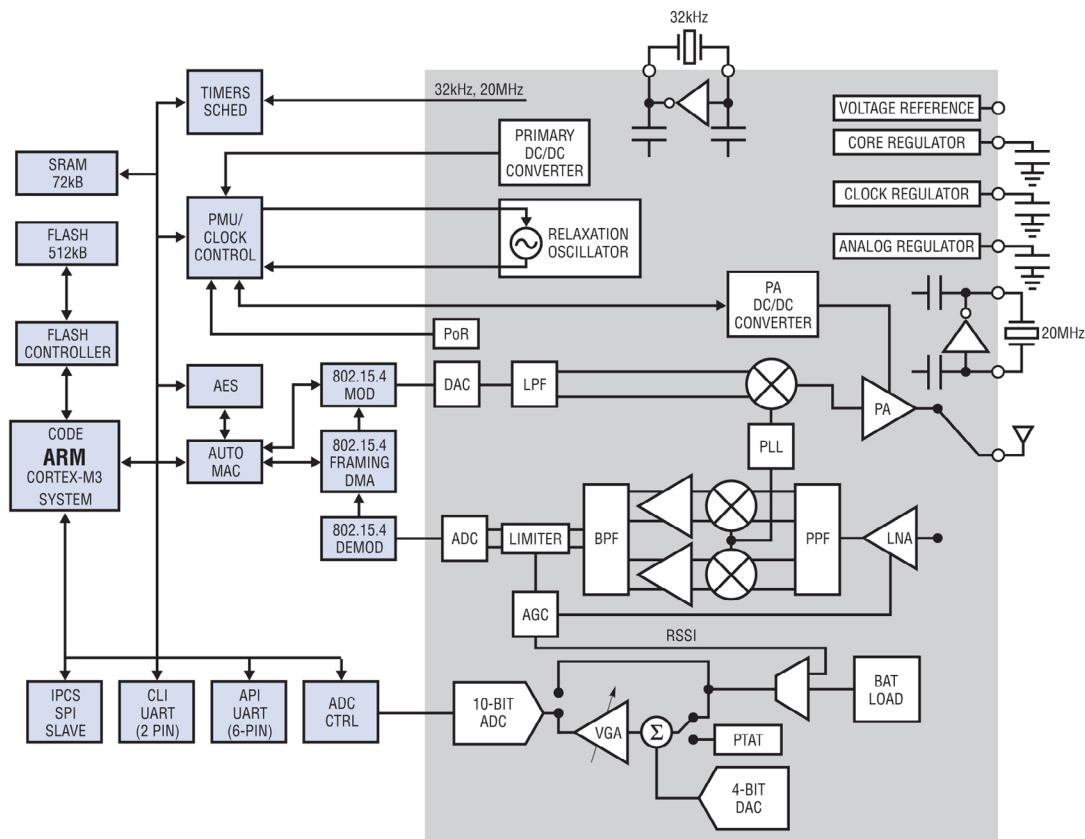 32kHz
TIMERS
SCHED
32kHz, 20MHz
VOLTAGE REFERENCE
PRIMARY
DC/DC
CONVERTER
CORE REGULATOR
SRAM
72kB
CLOCK REGULATOR
PMU/
CLOCK
CONTROL
RELAXATION
OSCILLATOR
FLASH
512kB
ANALOG REGULATOR
PA
DC/DC
CONVERTER
20MHz
PoR
FLASH
CONTROLLER
AES
802.15.4
MOD
DAC
LPF
PA
CODE
ARM
CORTEX-M3
SYSTEM
AUTO
MAC
802.15.4
FRAMING
DMA
PLL
802.15.4
DEMOD
ADC
LIMITER
BPF
PPF
LNA
AGC
RSSI
IPCS
SPI
SLAVE
CLI
UART
(2 PIN)
API
UART
(6-PIN)
ADC
CTRL
10-BIT
ADC
VGA
Σ
PTAT
BAT
LOAD
4-BIT
DAC